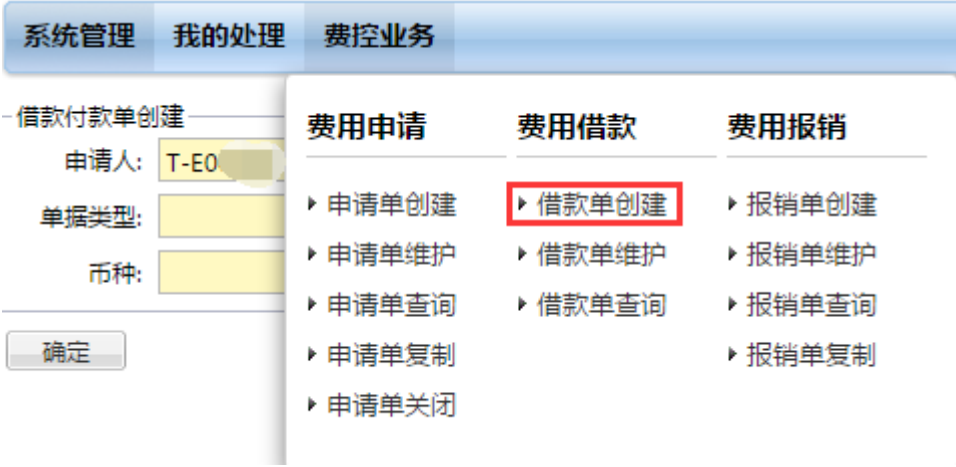 系统管理 我的处理 费控业务
借款付款单创建
申请人: T-E0
单据类型:
币种:
确定
费用申请 费用借款 费用报销
申请单创建 借款单创建 报销单创建
申请单维护 借款单维护 报销单维护
申请单查询 借款单查询 报销单查询
申请单复制 报销单复制
申请单关闭